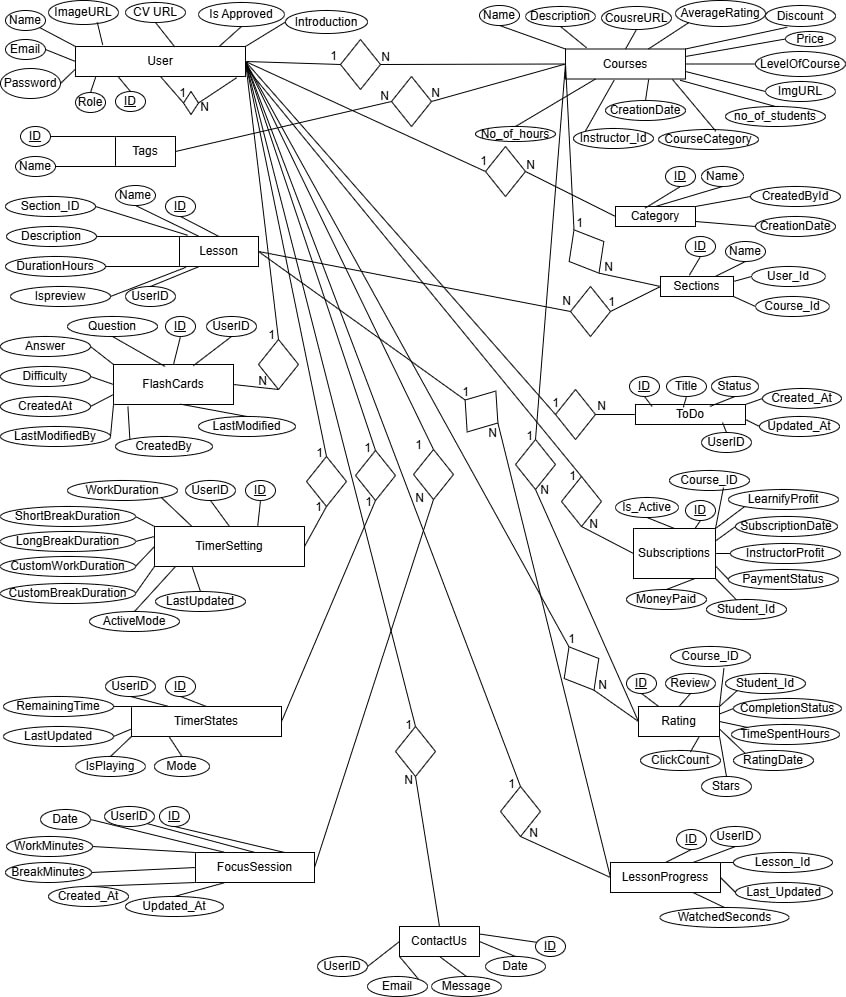 ImageURL
CV URL
Is Approved
Introduction
Name
Email
Password
User
Role
ID
1
N
1
N
Name
Description
CousreURL
AverageRating
Discount
Price
LevelOfCourse
Courses
ImgURL
no_of_students
CreationDate
No_of_hours
Instructor_Id
CourseCategory
N
N
ID
Name
Tags
1
N
ID
Name
CreatedById
Category
CreationDate
Section_ID
Name
ID
Description
Lesson
DurationHours
Ispreview
UserID
1
N
ID
Name
User_Id
Sections
Course_Id
N
1
Question
ID
UserID
Answer
Difficulty
FlashCards
CreatedAt
LastModifiedBy
CreatedBy
LastModified
1
N
1
N
1
N
ID
Title
Status
Created_At
ToDo
Updated_At
UserID
1
N
1
N
Course_ID
Is_Active
ID
LearnifyProfit
SubscriptionDate
Subscriptions
InstructorProfit
PaymentStatus
MoneyPaid
Student_Id
WorkDuration
UserID
ID
ShortBreakDuration
LongBreakDuration
TimerSetting
CustomWorkDuration
CustomBreakDuration
LastUpdated
ActiveMode
1
1
1
1
1
N
1
N
Course_ID
ID
Review
Student_Id
CompletionStatus
Rating
TimeSpentHours
ClickCount
RatingDate
Stars
UserID
ID
RemainingTime
TimerStates
LastUpdated
IsPlaying
Mode
1
N
1
N
Date
UserID
ID
WorkMinutes
FocusSession
BreakMinutes
Created_At
Updated_At
ID
UserID
Lesson_Id
LessonProgress
Last_Updated
WatchedSeconds
ContactUs
ID
UserID
Date
Email
Message